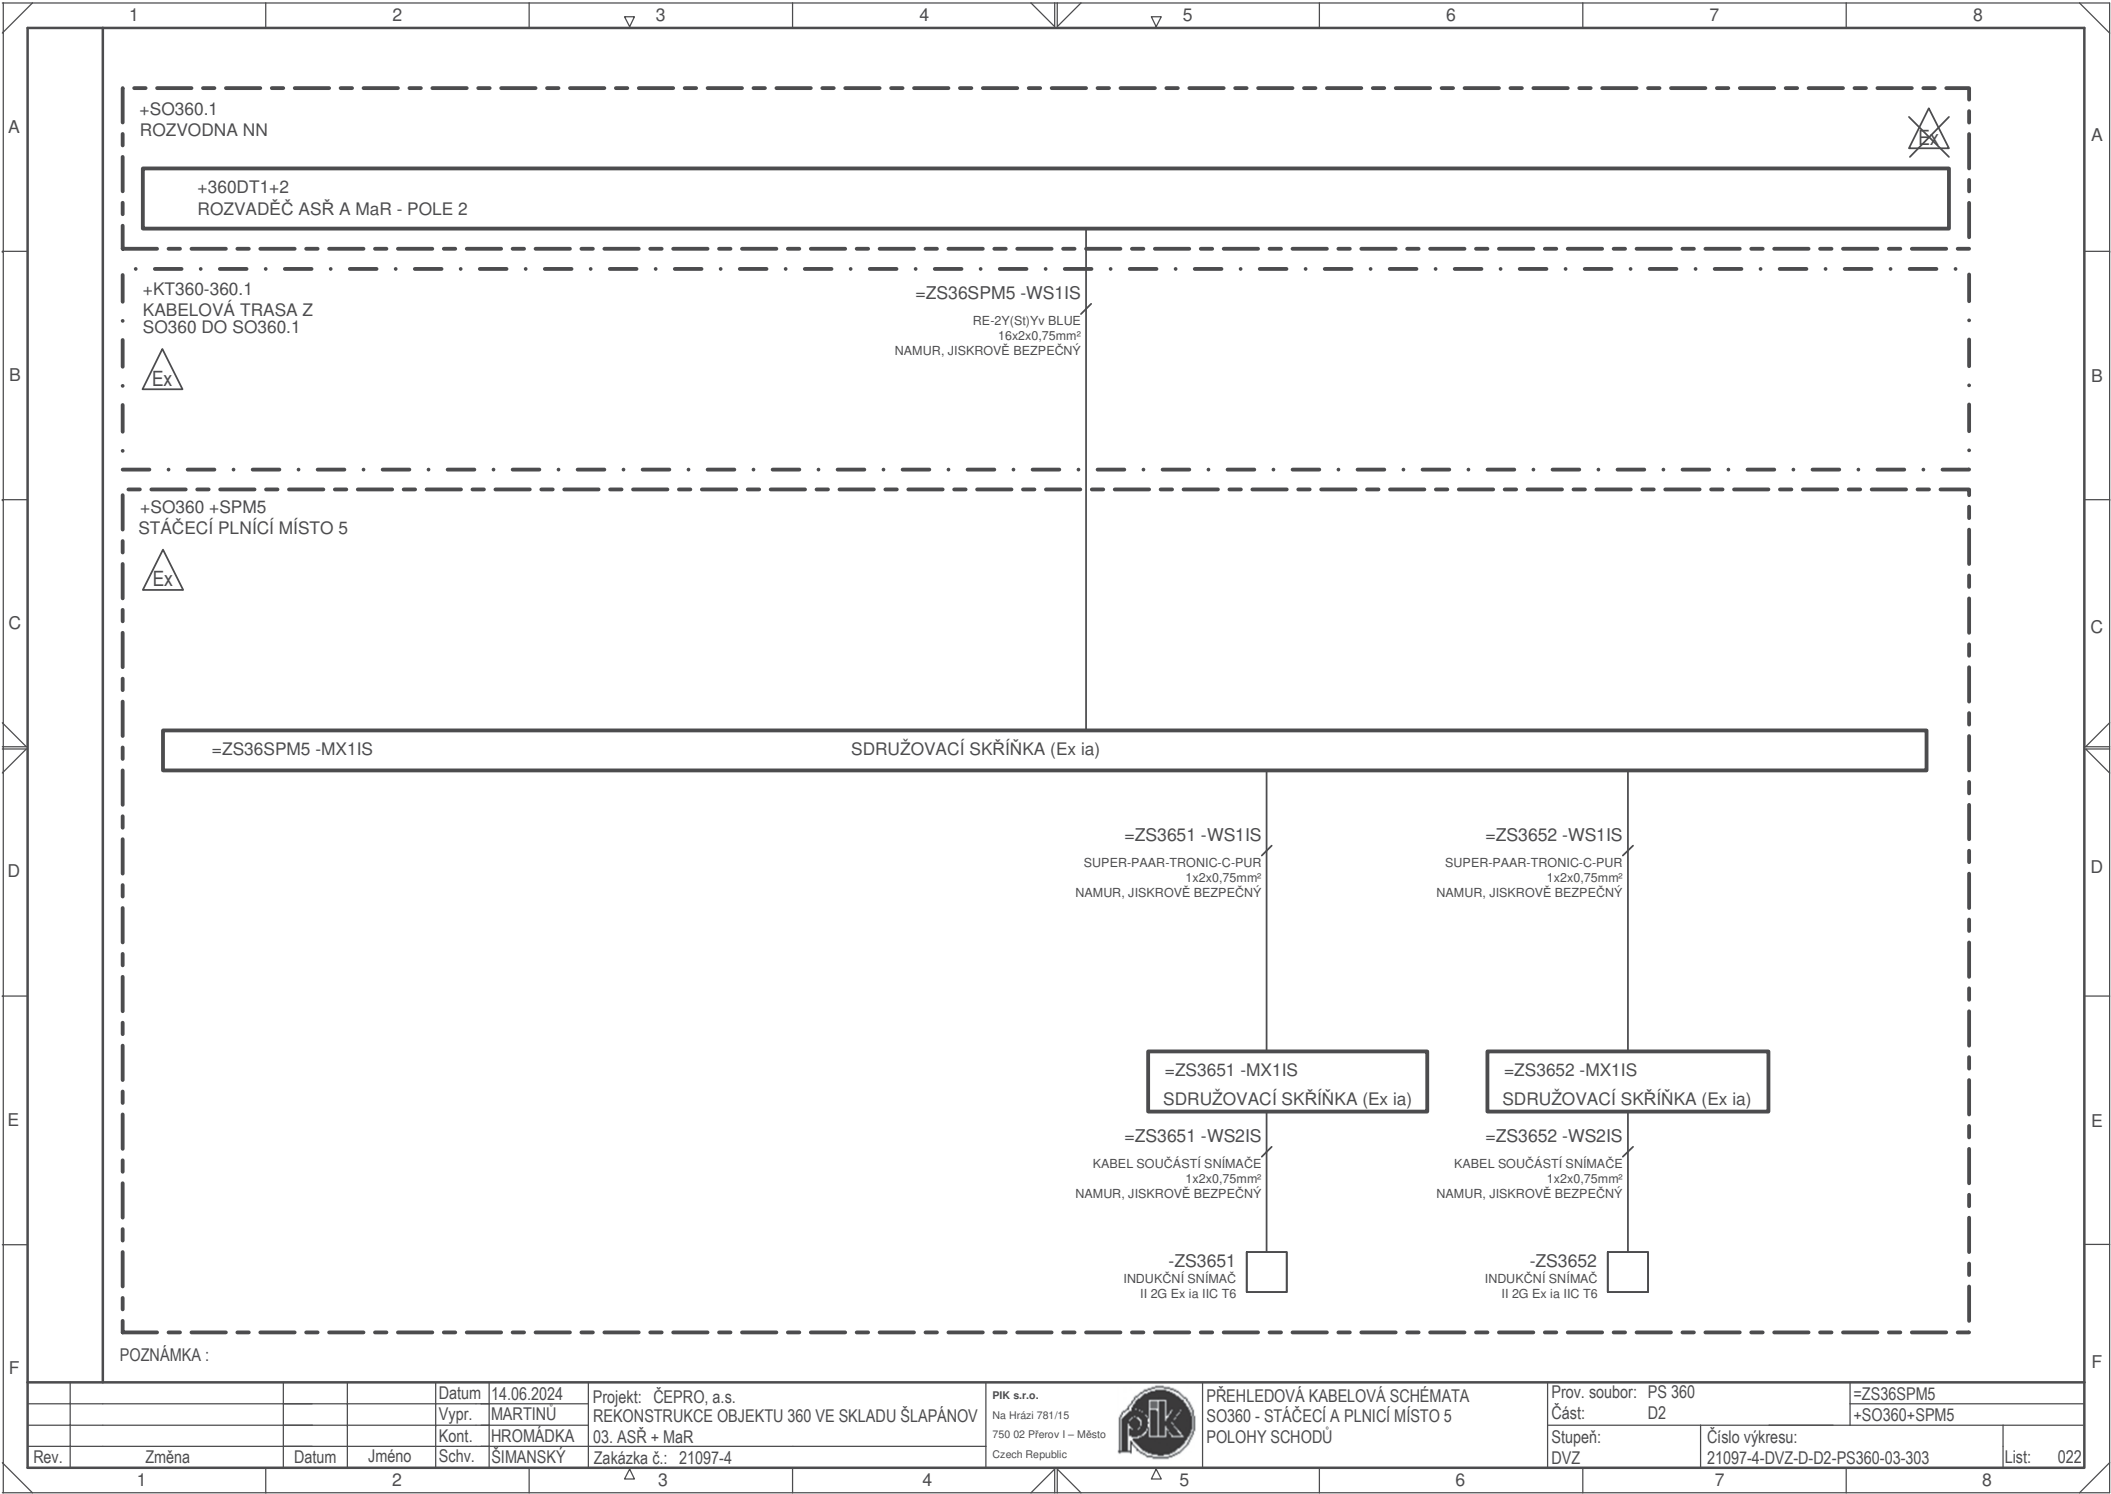 1 2 3 4 5 6 7 8
A A
+SO360.1
ROZVODNA NN
Ex
+360DT1+2
ROZVADĚČ ASŘ A MaR - POLE 2
+KT360-360.1
KABELOVÁ TRASA Z
SO360 DO SO360.1
Ex
=ZS36SPM5 -WS1IS
RE-2Y(St)Yv BLUE
16x2x0,75mm²
NAMUR, JISKROVĚ BEZPEČNÝ
B B
+SO360 +SPM5
STÁČECÍ PLNÍCÍ MÍSTO 5
Ex
C C
=ZS36SPM5 -MX1IS SDRUŽOVACÍ SKŘÍŇKA (Ex ia)
=ZS3651 -WS1IS
SUPER-PAAR-TRONIC-C-PUR
1x2x0,75mm²
NAMUR, JISKROVĚ BEZPEČNÝ
=ZS3652 -WS1IS
SUPER-PAAR-TRONIC-C-PUR
1x2x0,75mm²
NAMUR, JISKROVĚ BEZPEČNÝ
D D
=ZS3651 -MX1IS
SDRUŽOVACÍ SKŘÍŇKA (Ex ia)
=ZS3652 -MX1IS
SDRUŽOVACÍ SKŘÍŇKA (Ex ia)
E E
=ZS3651 -WS2IS
KABEL SOUČÁSTÍ SNÍMAČE
1x2x0,75mm²
NAMUR, JISKROVĚ BEZPEČNÝ
=ZS3652 -WS2IS
KABEL SOUČÁSTÍ SNÍMAČE
1x2x0,75mm²
NAMUR, JISKROVĚ BEZPEČNÝ
-ZS3651
INDUKČNÍ SNÍMAČ
II 2G Ex ia IIC T6
-ZS3652
INDUKČNÍ SNÍMAČ
II 2G Ex ia IIC T6
POZNÁMKA :
F F
Rev. Změna Datum Jméno
Datum 14.06.2024
Vypr. MARTINŮ
Kont. HROMÁDKA
Schv. ŠIMANSKÝ
Projekt: ČEPRO, a.s.
REKONSTRUKCE OBJEKTU 360 VE SKLADU ŠLAPÁNOV
03. ASŘ + MaR
Zakázka č.: 21097-4
PIK s.r.o.
Na Hrázi 781/15
750 02 Přerov I – Město
Czech Republic
pik
PŘEHLEDOVÁ KABELOVÁ SCHÉMATA
SO360 - STÁČECÍ A PLNICÍ MÍSTO 5
POLOHY SCHODŮ
Prov. soubor: PS 360
Část: D2
Stupeň:
DVZ
=ZS36SPM5
+SO360+SPM5
Číslo výkresu:
21097-4-DVZ-D-D2-PS360-03-303
List: 022
1 2 3 4 5 6 7 8